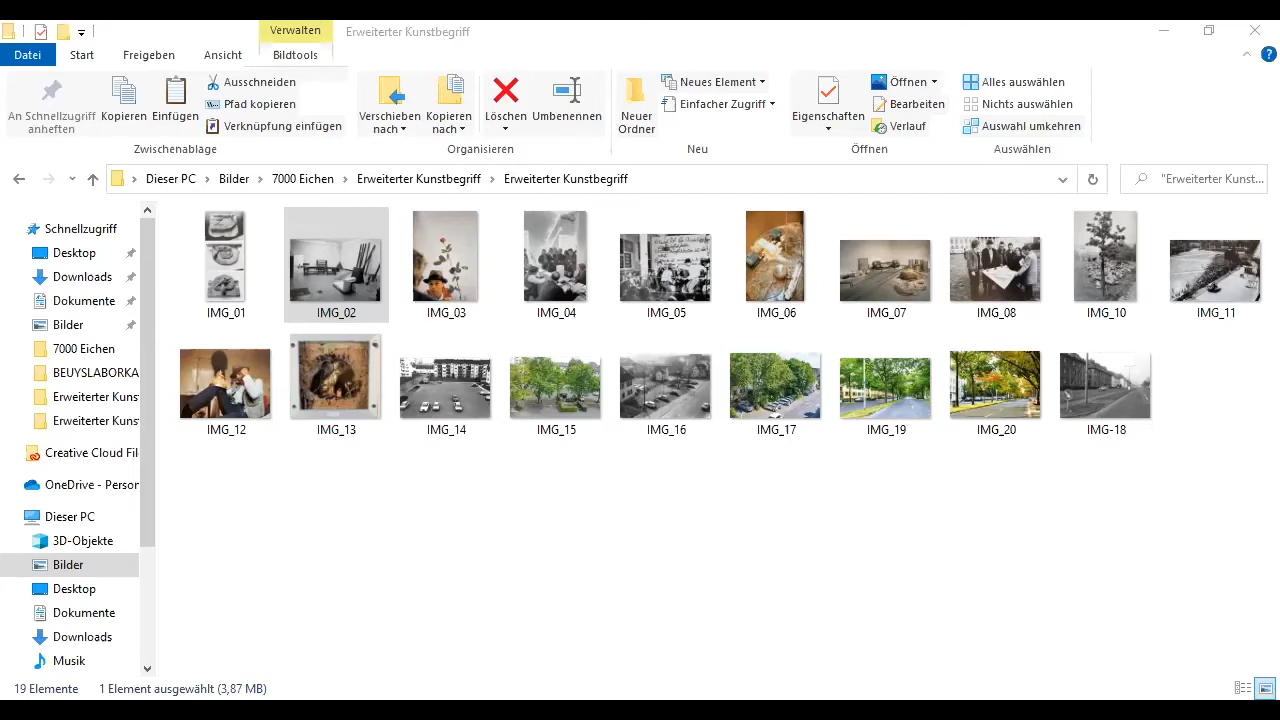 Verwalten
Erweiterter Kunstbegriff
Datei Start Freigeben Ansicht Bildtools
An Schnellzugriff anheften
Kopieren
Einfügen
Ausschneiden
Pfad kopieren
Verknüpfung einfügen
Zwischenablage
Verschieben nach
Kopieren nach
Löschen
Umbenennen
Organisieren
Neuer Ordner
Neues Element
Einfacher Zugriff
Neu
Eigenschaften
Öffnen
Bearbeiten
Verlauf
Öffnen
Alles auswählen
Nichts auswählen
Auswahl umkehren
Auswählen
Dieser PC > Bilder > 7000 Eichen > Erweiterter Kunstbegriff > Erweiterter Kunstbegriff
"Erweiterter Kunst...
Schnellzugriff
Desktop
Downloads
Dokumente
Bilder
7000 Eichen
BEUYSLABORKA
Erweiterter Kuns
Erweiterter Kuns
Creative Cloud Fil
OneDrive - Person
Dieser PC
3D-Objekte
Bilder
Desktop
Dokumente
Downloads
Musik
IMG_01 IMG_02 IMG_03 IMG_04 IMG_05 IMG_06 IMG_07 IMG_08 IMG_10 IMG_11
IMG_12 IMG_13 IMG_14 IMG_15 IMG_16 IMG_17 IMG_19 IMG_20 IMG-18
19 Elemente 1 Element ausgewählt (3,87 MB)